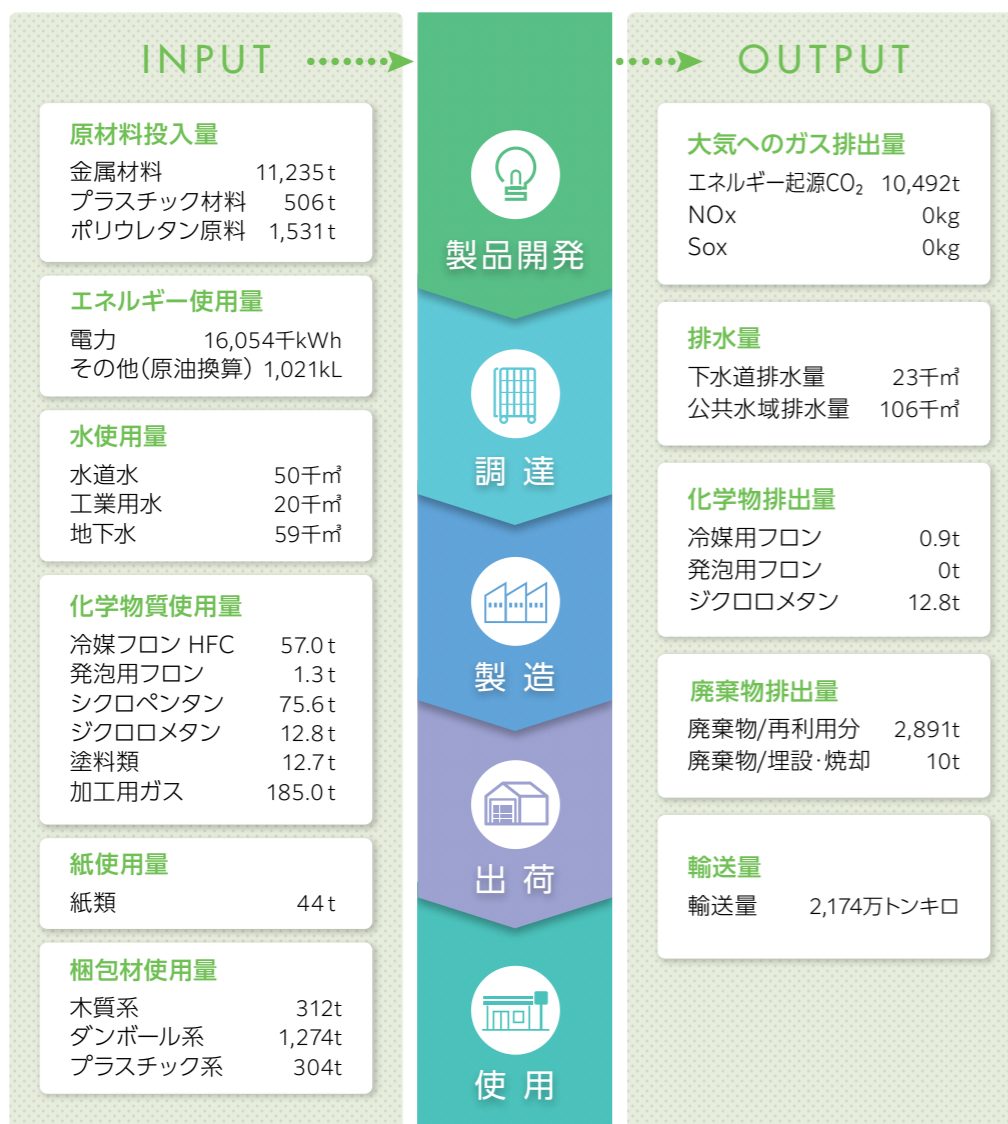 INPUT
原材料投入量
金属材料 11,235t
プラスチック材料 506t
ポリウレタン原料 1,531t
エネルギー使用量
電力 16,054千kWh
その他(原油換算) 1,021kL
水使用量
水道水 50千㎥
工業用水 20千㎥
地下水 59千㎥
化学物質使用量
冷媒フロン HFC 57.0t
発泡用フロン 1.3t
シクロペンタン 75.6t
ジクロロメタン 12.8t
塗料類 12.7t
加工用ガス 185.0t
紙使用量
紙類 44t
梱包材使用量
木質系 312t
ダンボール系 1,274t
プラスチック系 304t
製品開発
調達
製造
出荷
使用
OUTPUT
大気へのガス排出量
エネルギー起源CO₂ 10,492t
NOx 0kg
Sox 0kg
排水量
下水道排水量 23千㎥
公共水域排水量 106千㎥
化学物排出量
冷媒用フロン 0.9t
発泡用フロン 0t
ジクロロメタン 12.8t
廃棄物排出量
廃棄物/再利用分 2,891t
廃棄物/埋設・焼却 10t
輸送量
輸送量 2,174万トンキロ